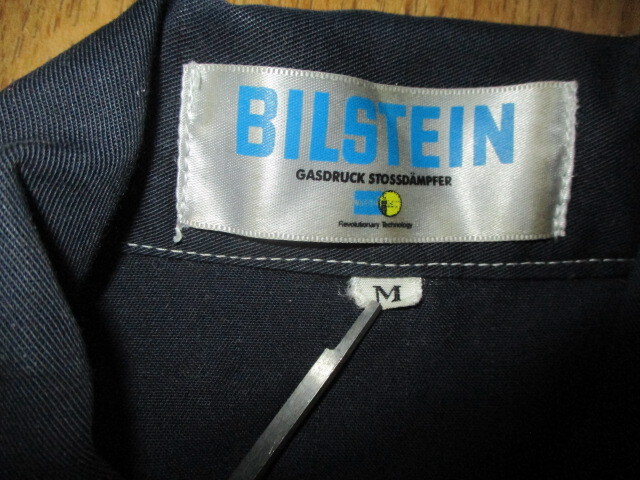 BILSTEIN
GASDRUCK STOSSDÄMPFER
Revolutionary Technology
M